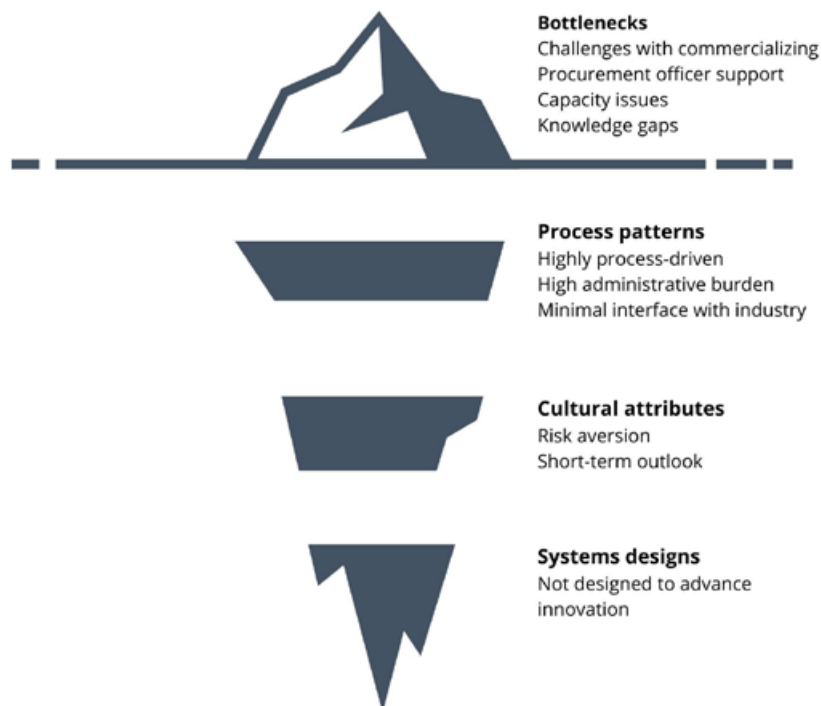 Bottlenecks
Challenges with commercializing
Procurement officer support
Capacity issues
Knowledge gaps
Process patterns
Highly process-driven
High administrative burden
Minimal interface with industry
Cultural attributes
Risk aversion
Short-term outlook
Systems designs
Not designed to advance
innovation